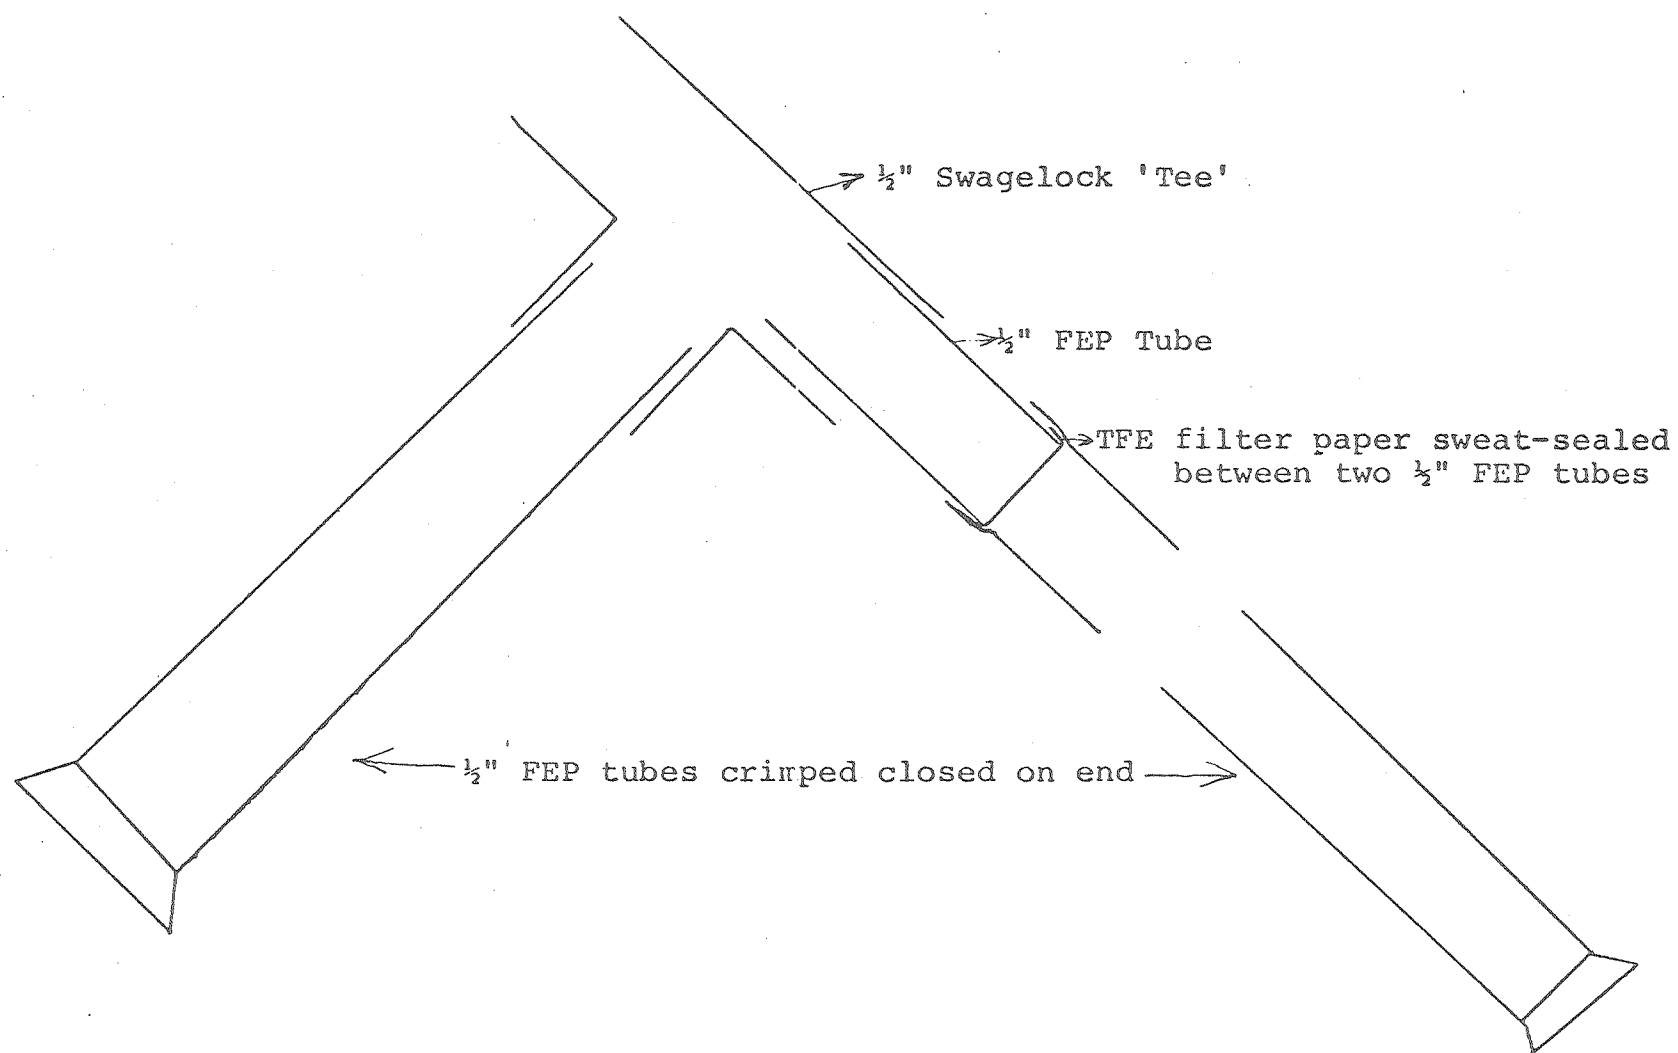 ½" Swagelock 'Tee'
½" FEP Tube
TFE filter paper sweat-sealed
between two ½" FEP tubes
½" FEP tubes crimped closed on end